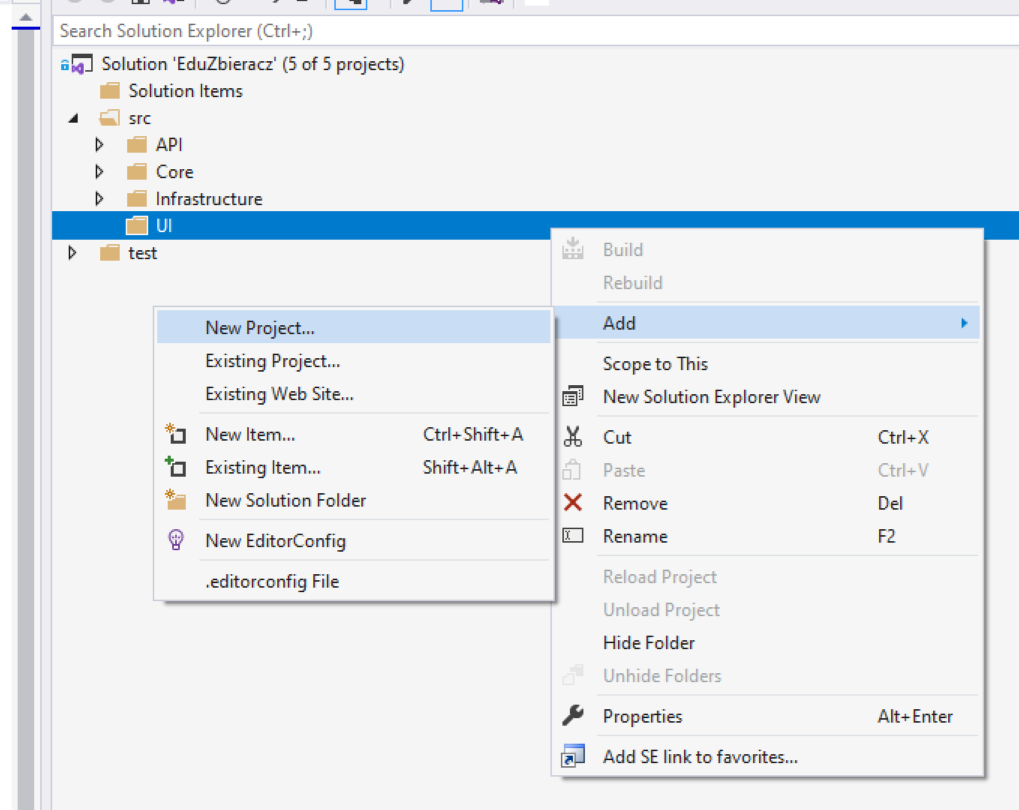 Search Solution Explorer (Ctrl+;)
Solution 'EduZbieracz' (5 of 5 projects)
Solution Items
src
API
Core
Infrastructure
UI
test
Build
Rebuild
Add
Scope to This
New Solution Explorer View
Cut Ctrl+X
Paste Ctrl+V
Remove Del
Rename F2
Reload Project
Unload Project
Hide Folder
Unhide Folders
Properties Alt+Enter
Add SE link to favorites...
New Project...
Existing Project...
Existing Web Site...
New Item... Ctrl+Shift+A
Existing Item... Shift+Alt+A
New Solution Folder
New EditorConfig
.editorconfig File